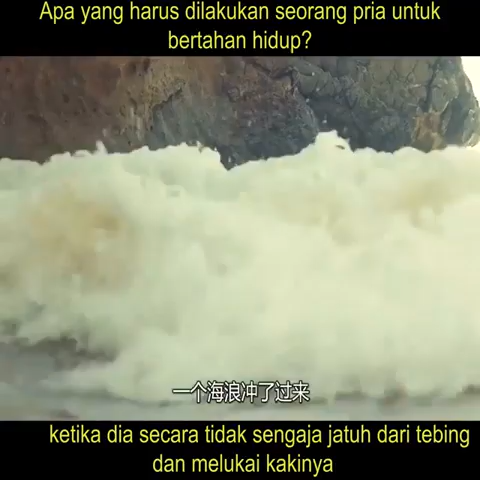 Apa yang harus dilakukan seorang pria untuk
bertahan hidup?
一个海浪冲了过来
ketika dia secara tidak sengaja jatuh dari tebing
dan melukai kakinya